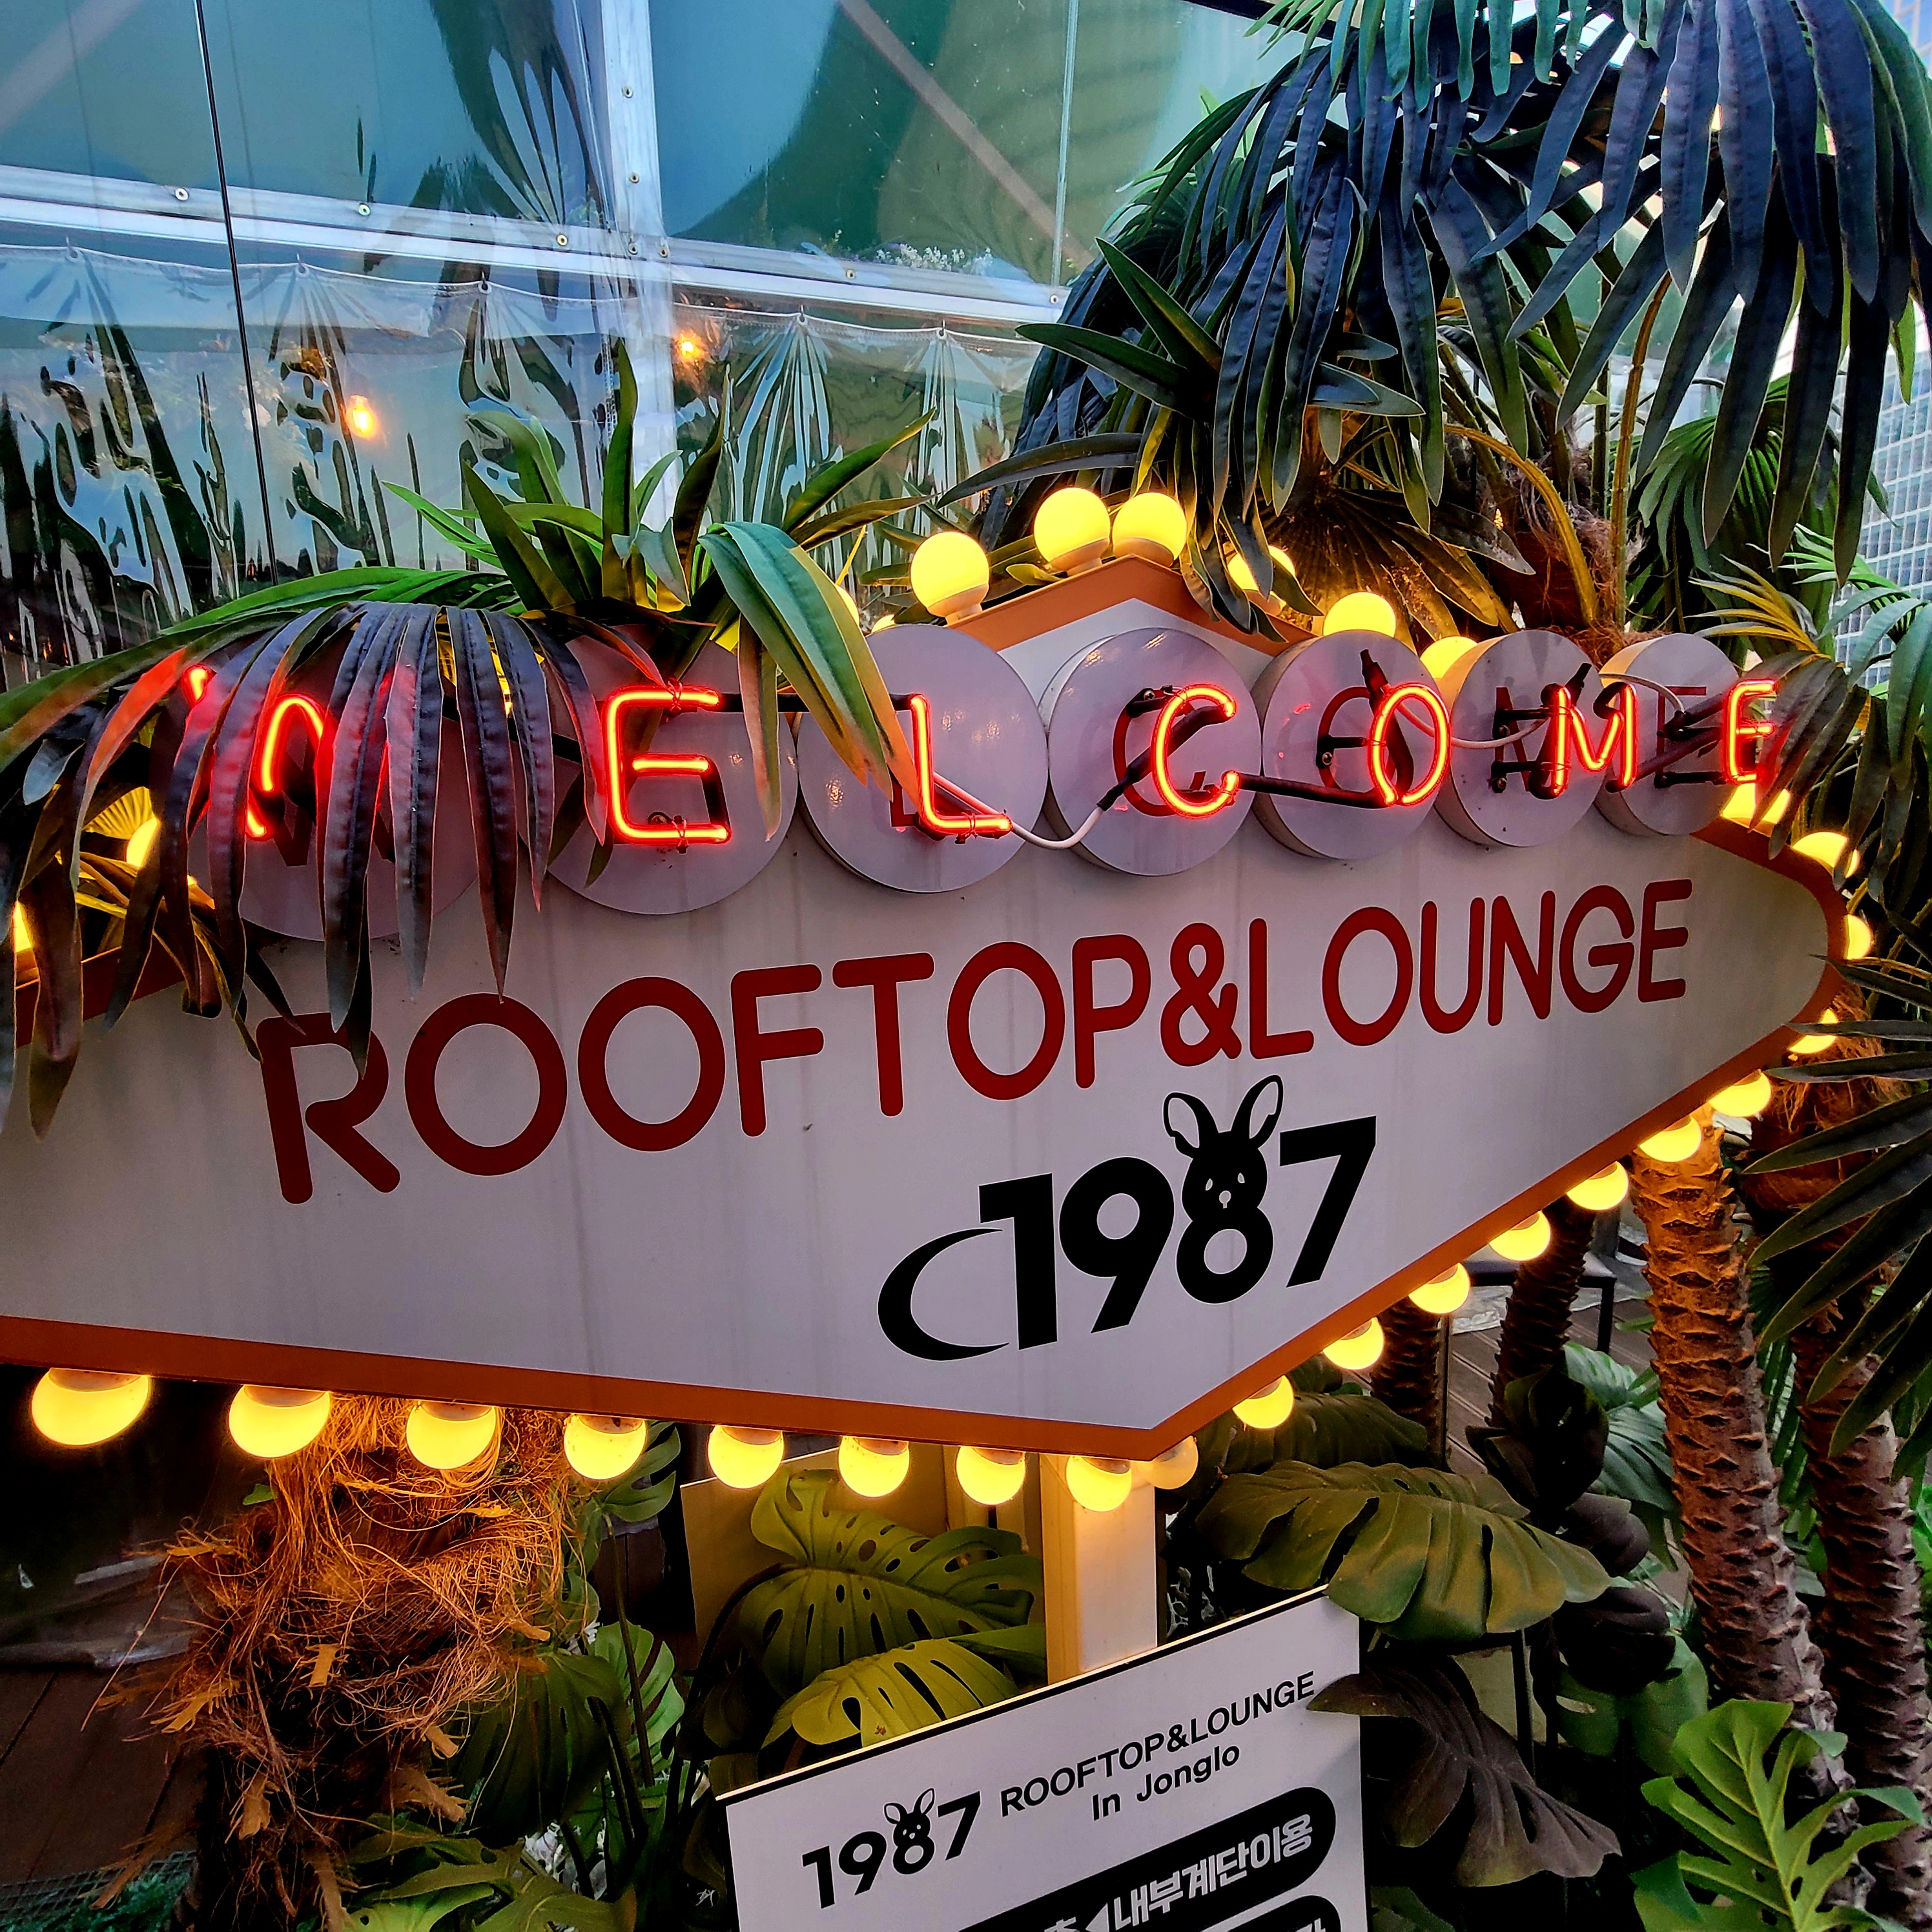 WELCOME
ROOFTOP&LOUNGE
1987
1987 ROOFTOP&LOUNGE
In Jonglo
내부계단이용